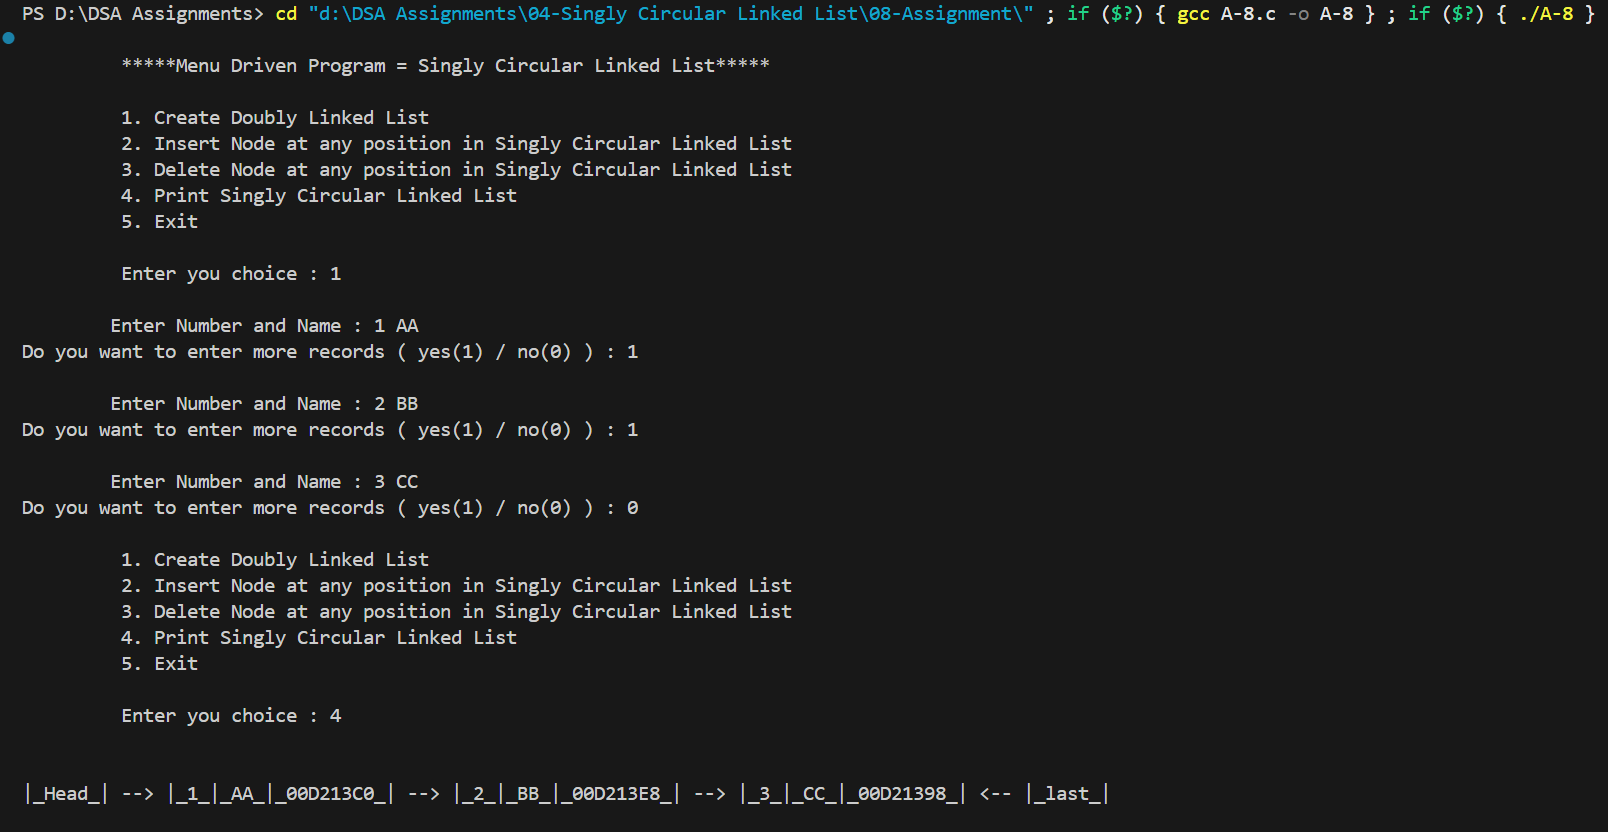 PS D:\DSA Assignments> cd "d:\DSA Assignments\04-Singly Circular Linked List\08-Assignment\" ; if ($?) { gcc A-8.c -o A-8 } ; if ($?) { ./A-8 }
*****Menu Driven Program = Singly Circular Linked List*****
1. Create Doubly Linked List
2. Insert Node at any position in Singly Circular Linked List
3. Delete Node at any position in Singly Circular Linked List
4. Print Singly Circular Linked List
5. Exit
Enter you choice : 1
Enter Number and Name : 1 AA
Do you want to enter more records ( yes(1) / no(0) ) : 1
Enter Number and Name : 2 BB
Do you want to enter more records ( yes(1) / no(0) ) : 1
Enter Number and Name : 3 CC
Do you want to enter more records ( yes(1) / no(0) ) : 0
1. Create Doubly Linked List
2. Insert Node at any position in Singly Circular Linked List
3. Delete Node at any position in Singly Circular Linked List
4. Print Singly Circular Linked List
5. Exit
Enter you choice : 4
|_Head_| --> |_1_|_AA_|_00D213C0_| --> |_2_|_BB_|_00D213E8_| --> |_3_|_CC_|_00D21398_| <-- |_last_|